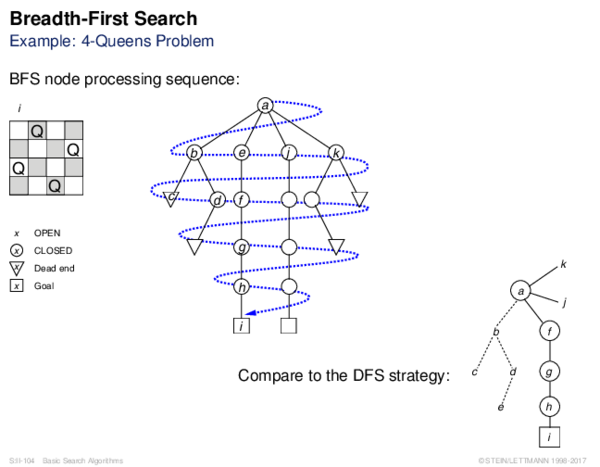 Breadth-First Search
Example: 4-Queens Problem
BFS node processing sequence:
i
Q
Q
Q
Q
a
b e j k
c d f
g
h
i
x OPEN
x CLOSED
x Dead end
x Goal
Compare to the DFS strategy:
k
a
j
b f
c d g
e h
i
S:III-104 Basic Search Algorithms
©STEIN/LETTMANN 1998-2017